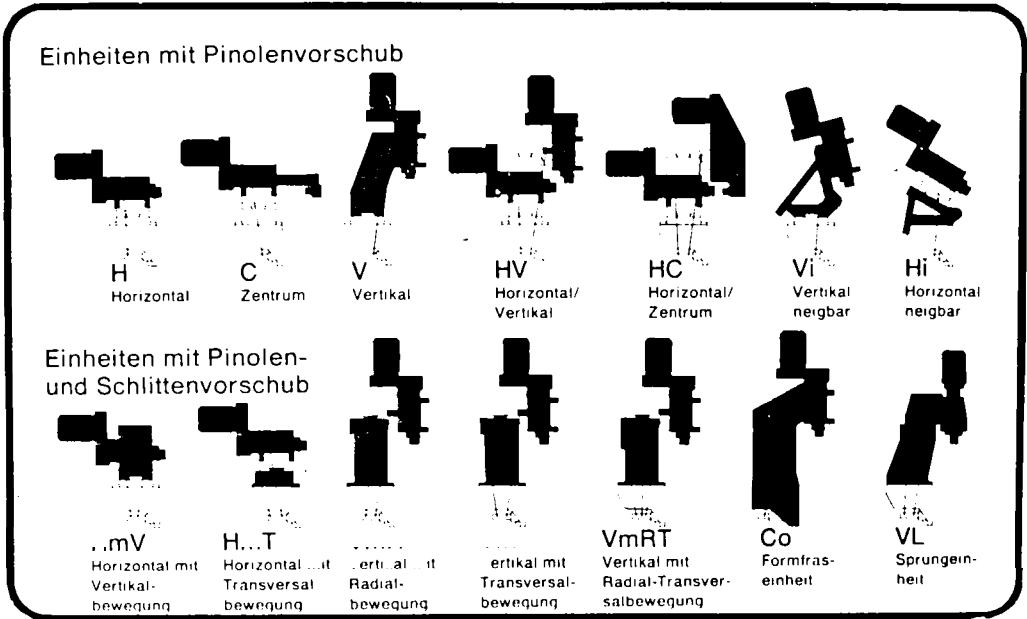 Einheiten mit Pinolenvorschub
H
Horizontal
C
Zentrum
V
Vertikal
HV
Horizontal/
Vertikal
HC
Horizontal/
Zentrum
Vi
Vertikal
neigbar
Hi
Horizontal
neigbar
Einheiten mit Pinolen-
und Schlittenvorschub
Horizontal mit
Vertikal-
bewegung
Horizontal
Transversal
bewegung
Radial-
bewegung
Transversal-
bewegung
VmRT
Vertikal mit
Radial-Transver-
salbewegung
Co
Formfras-
einheit
VL
Sprungein-
heit